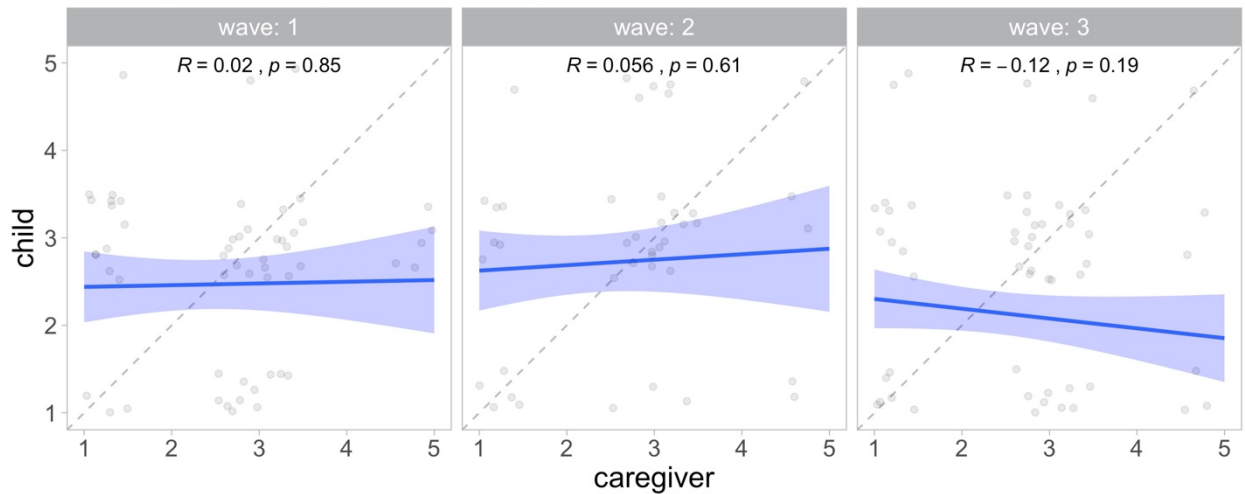 wave: 1
wave: 2
wave: 3
R = 0.02 , p = 0.85
R = 0.056 , p = 0.61
R = −0.12 , p = 0.19
5
4
3
2
1
child
1 2 3 4 5
1 2 3 4 5
1 2 3 4 5
caregiver